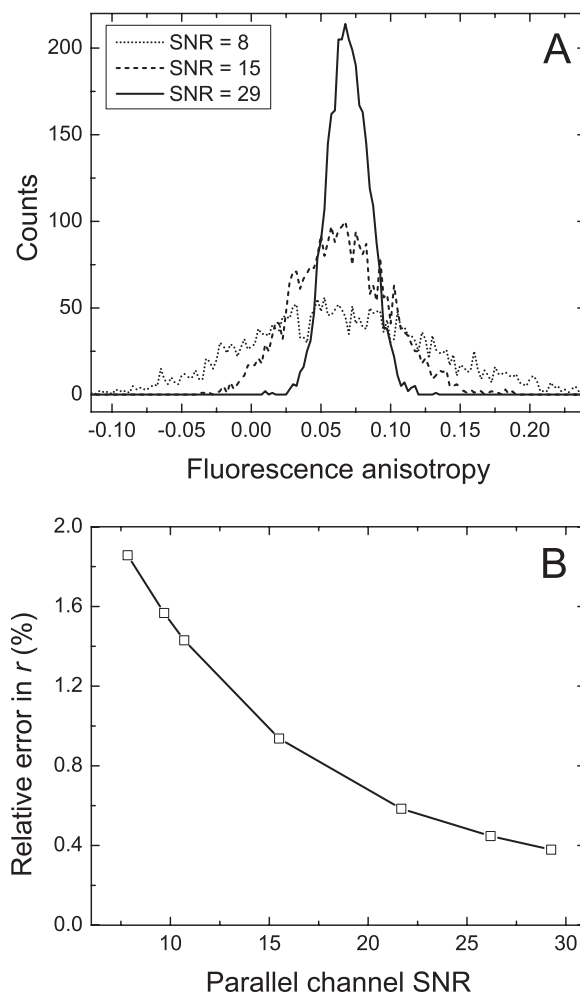 A
SNR = 8
SNR = 15
SNR = 29
200
150
100
50
0
Counts
-0.10 -0.05 0.00 0.05 0.10 0.15 0.20
Fluorescence anisotropy
B
2.0
1.6
1.2
0.8
0.4
0.0
Relative error in r (%)
10 15 20 25 30
Parallel channel SNR